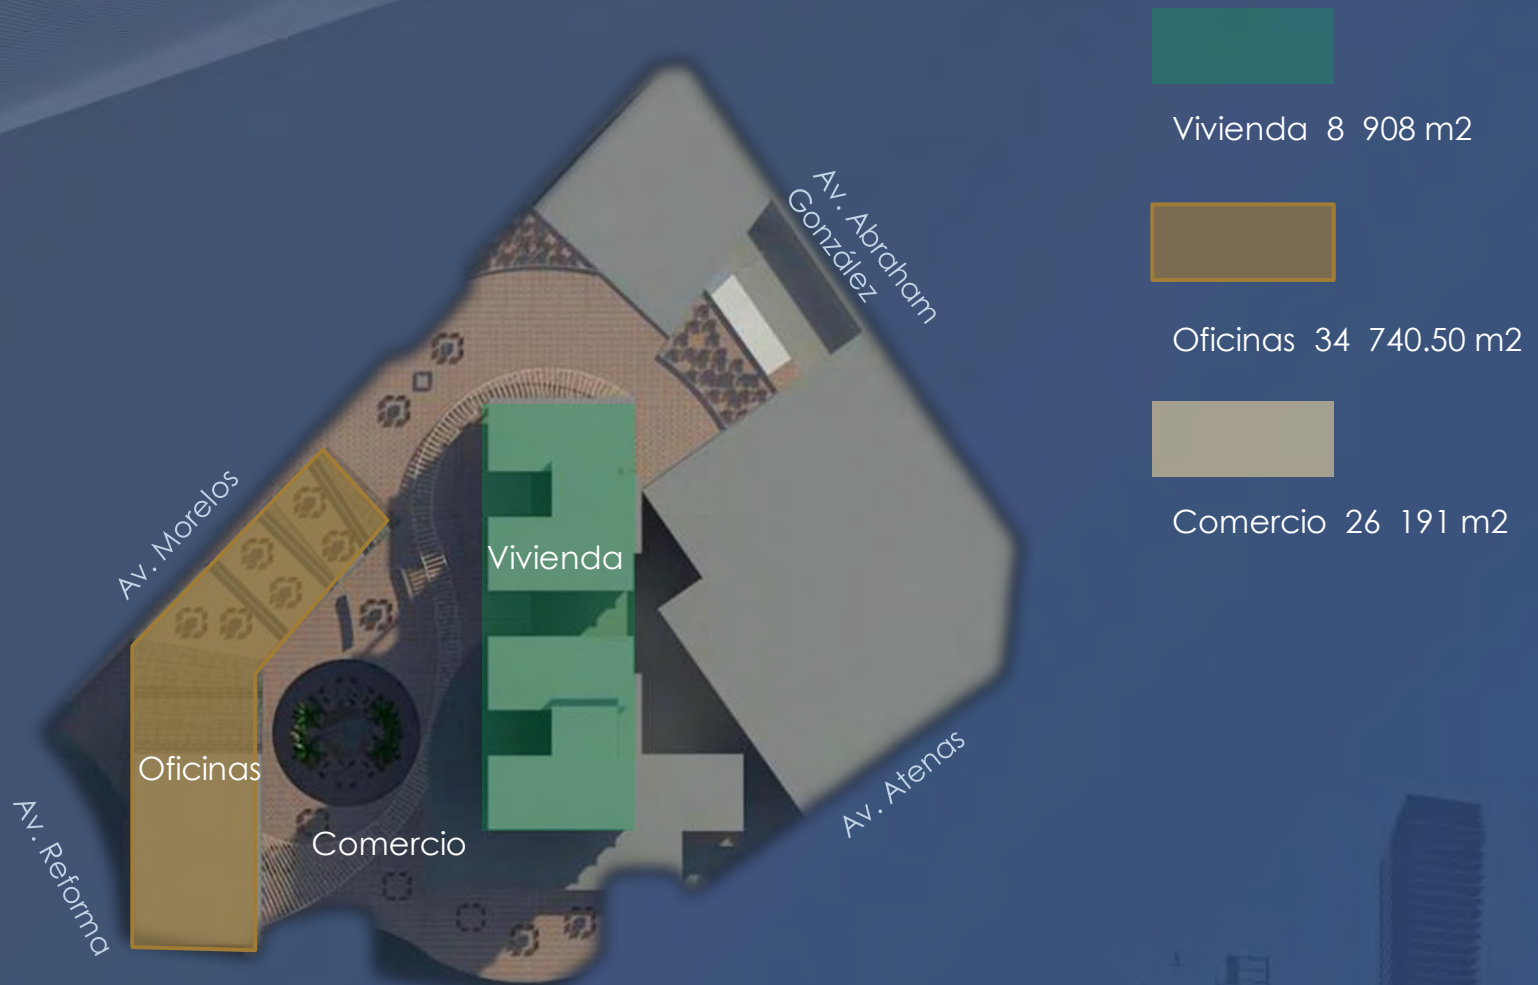 Vivienda 8 908 m2
Oficinas 34 740.50 m2
Comercio 26 191 m2
Av. Abraham
González
Av. Morelos
Vivienda
Oficinas
Comercio
Av. Atenas
Av. Reforma